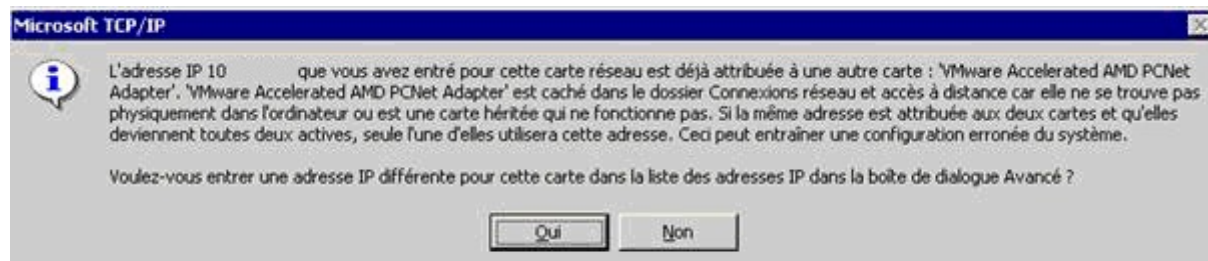 Microsoft TCP/IP
L'adresse IP 10 que vous avez entré pour cette carte réseau est déjà attribuée à une autre carte : 'VMware Accelerated AMD PCNet
Adapter'. 'VMware Accelerated AMD PCNet Adapter' est caché dans le dossier Connexions réseau et accès à distance car elle ne se trouve pas
physiquement dans l'ordinateur ou est une carte héritée qui ne fonctionne pas. Si la même adresse est attribuée aux deux cartes et qu'elles
deviennent toutes deux actives, seule l'une d'elles utilisera cette adresse. Ceci peut entraîner une configuration erronée du système.
Voulez-vous entrer une adresse IP différente pour cette carte dans la liste des adresses IP dans la boîte de dialogue Avancé ?
Oui Non